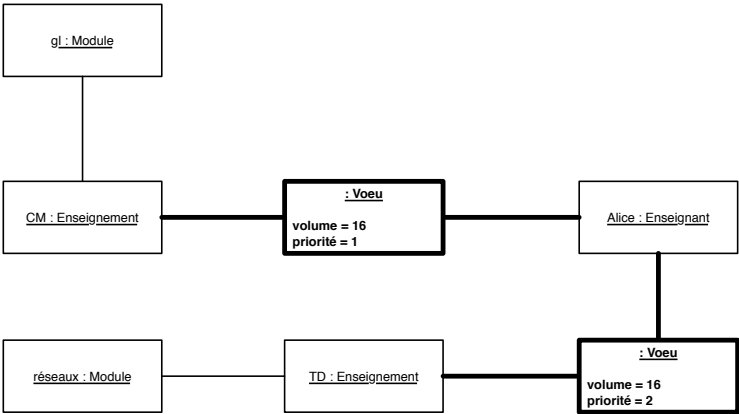 gl : Module
CM : Enseignement
: Voeu
volume = 16
priorité = 1
Alice : Enseignant
réseaux : Module
TD : Enseignement
: Voeu
volume = 16
priorité = 2